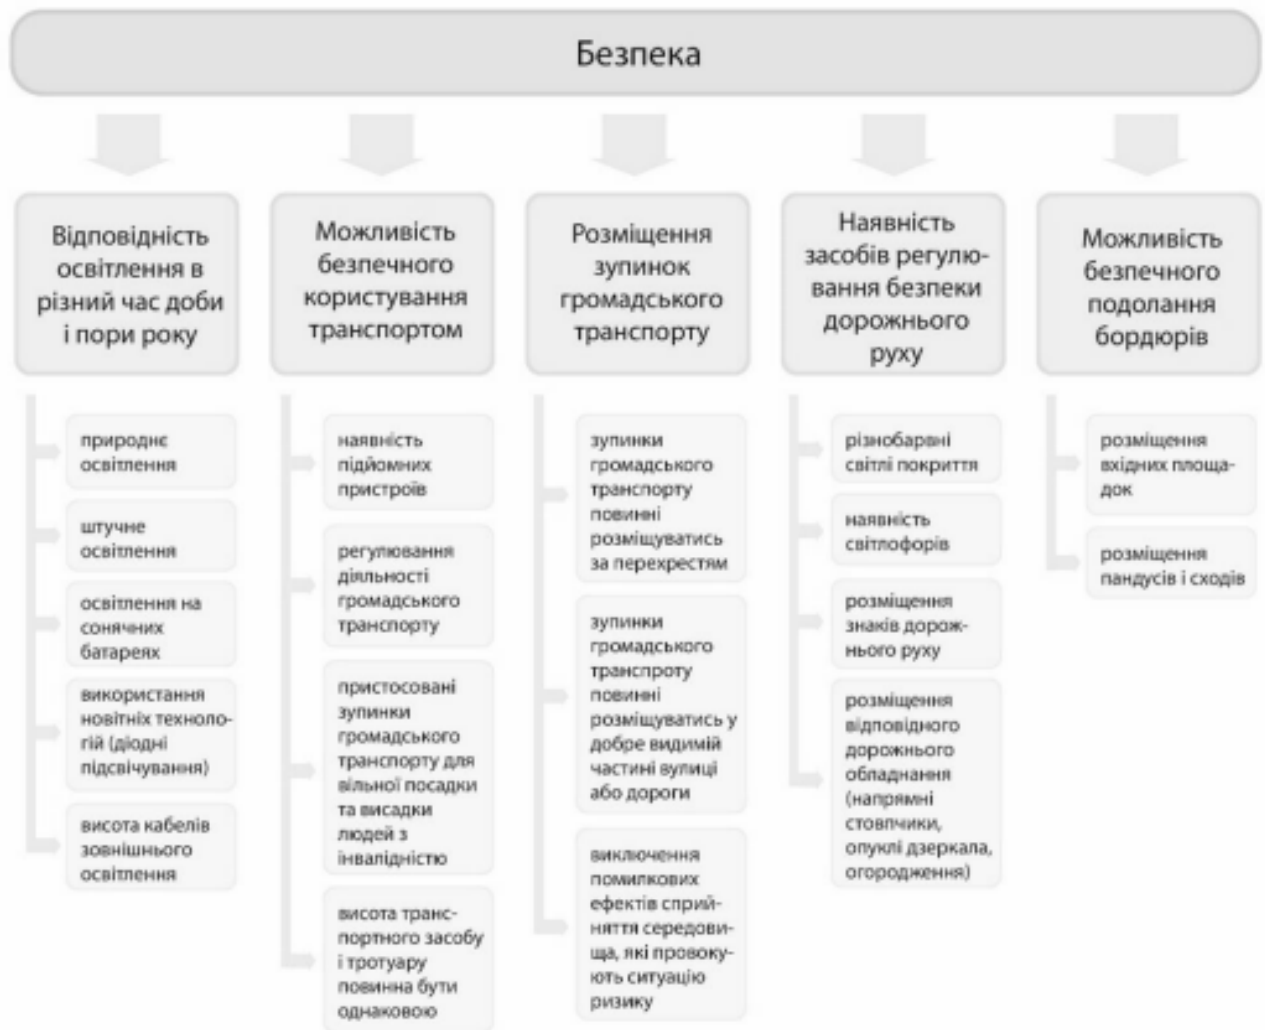 Безпека
Відповідність
освітлення в
різний час доби
і пори року
природнє
освітлення
штучне
освітлення
освітлення на
сонячних
батареях
використання
новітніх техноло-
гій (діодні
підсвічування)
висота кабелів
зовнішнього
освітлення
Можливість
безпечного
користування
транспортом
наявність
підйомних
пристроїв
регулювання
діяльності
громадського
транспорту
пристосовані
зупинки
громадського
транспорту для
вільної посадки
та висадки
людей з
інвалідністю
висота транс-
портного засобу
і тротуару
повинна бути
однаковою
Розміщення
зупинок
громадського
транспорту
зупинки
громадського
транспорту
повинні
розміщуватись
за перехрестям
зупинки
громадського
транспроту
повинні
розміщуватись у
добре видимій
частині вулиці
або дороги
виключення
помилкових
ефектів сприй-
няття середови-
ща, які провоку-
ють ситуацію
ризику
Наявність
засобів регулю-
вання безпеки
дорожнього
руху
різнобарвні
світлі покриття
наявність
світлофорів
розміщення
знаків дорож-
нього руху
розміщення
відповідного
дорожнього
обладнання
(напрямні
стовпчики,
опуклі дзеркала,
огородження)
Можливість
безпечного
подолання
бордюрів
розміщення
вхідних площа-
док
розміщення
пандусів і сходів